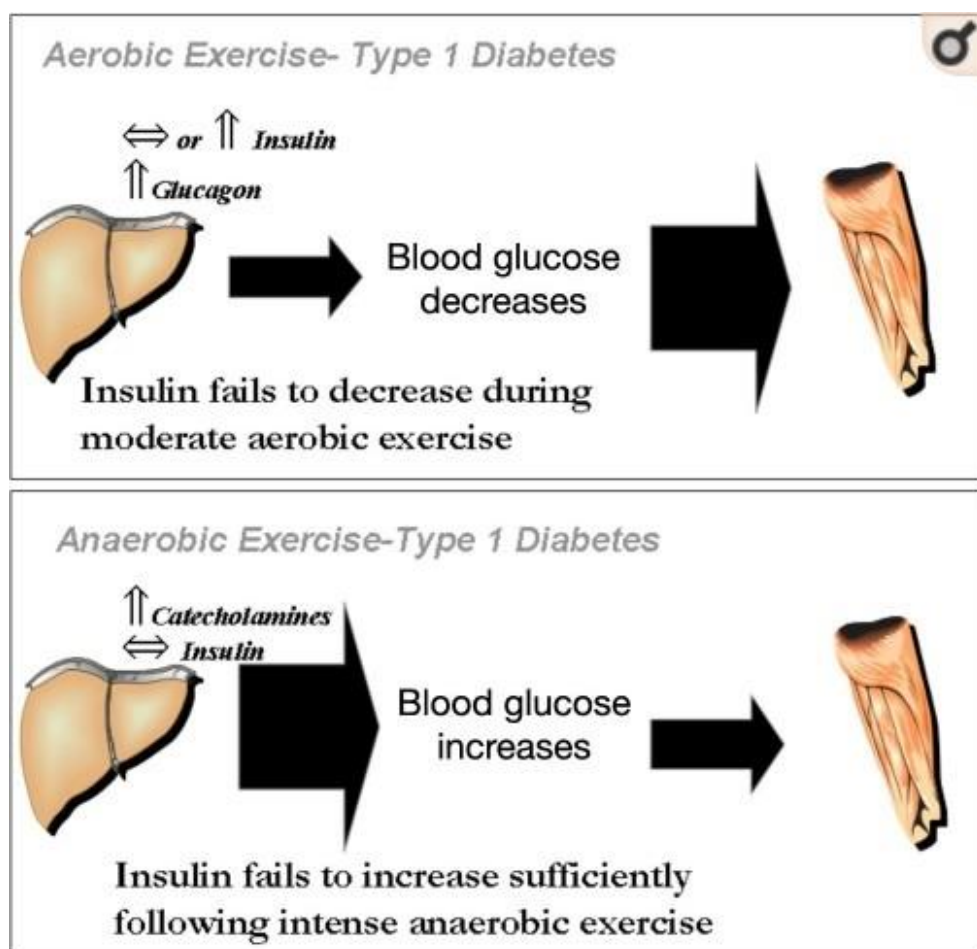 Aerobic Exercise- Type 1 Diabetes
⇔ or ⇑ Insulin
⇑ Glucagon
Blood glucose
decreases
Insulin fails to decrease during
moderate aerobic exercise
Anaerobic Exercise-Type 1 Diabetes
⇑ Catecholamines
⇔ Insulin
Blood glucose
increases
Insulin fails to increase sufficiently
following intense anaerobic exercise